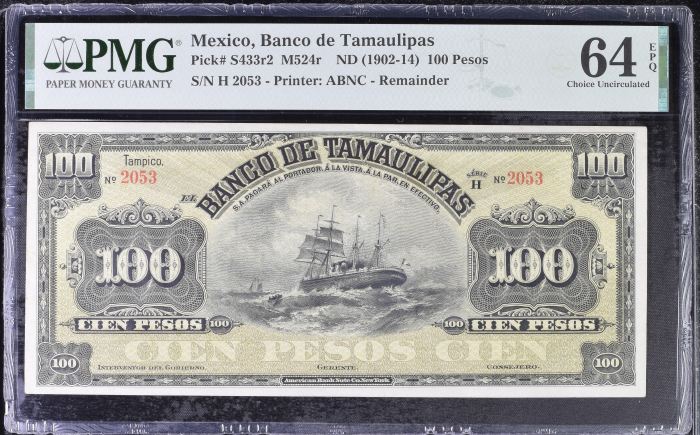 PMG
PAPER MONEY GUARANTY
Mexico, Banco de Tamaulipas
Pick# S433r2 M524r ND (1902-14) 100 Pesos
S/N H 2053 - Printer: ABNC - Remainder
64 EPQ
Choice Uncirculated
100
Tampico,
Nº 2053
EL
BANCO DE TAMAULIPAS
S.A. PAGARÁ AL PORTADOR, Á LA VISTA, Á LA PAR, EN EFECTIVO.
SÉRIE
H
Nº 2053
100
100
100
CIEN PESOS
100
100
CIEN PESOS
CIEN PESOS CIEN
100
INTERVENTOR DEL GOBIERNO.
GERENTE.
CONSEJERO.
100
American Bank Note Co. New York